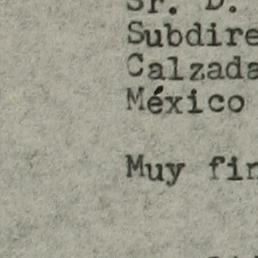 Sr. D.
Subdire
Calzada
México
Muy fin